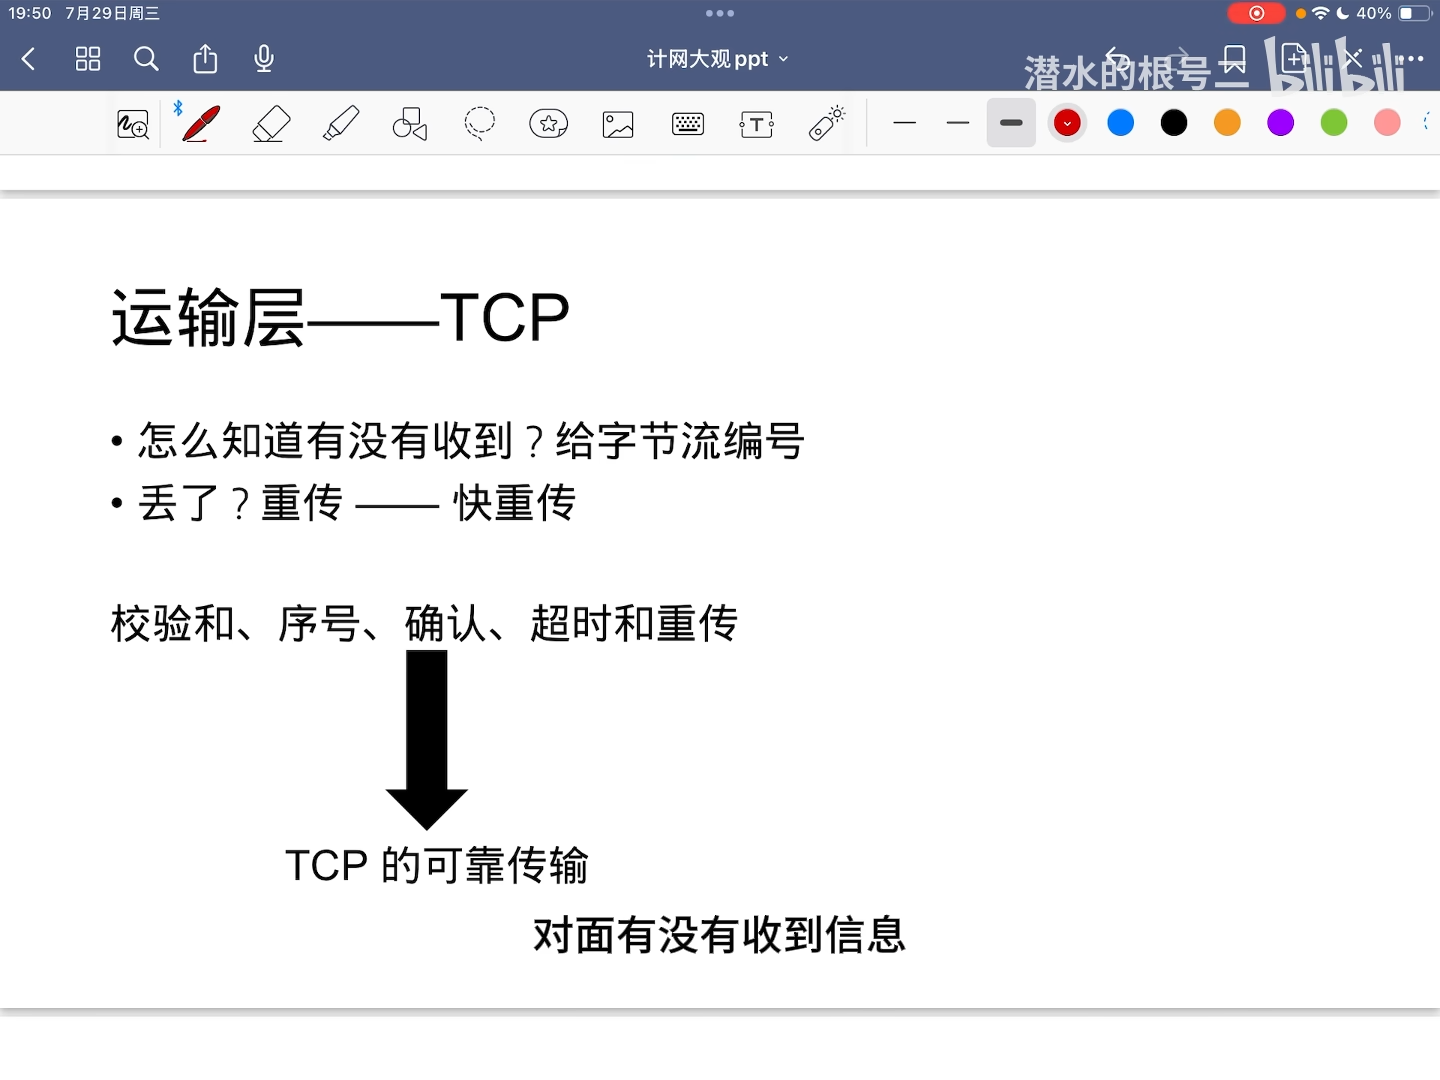 19:50 7月29日周三
40%
计网大观ppt
潜水的根号二 bilibili
运输层——TCP
• 怎么知道有没有收到？给字节流编号
• 丢了？重传 —— 快重传
校验和、序号、确认、超时和重传
TCP 的可靠传输
对面有没有收到信息